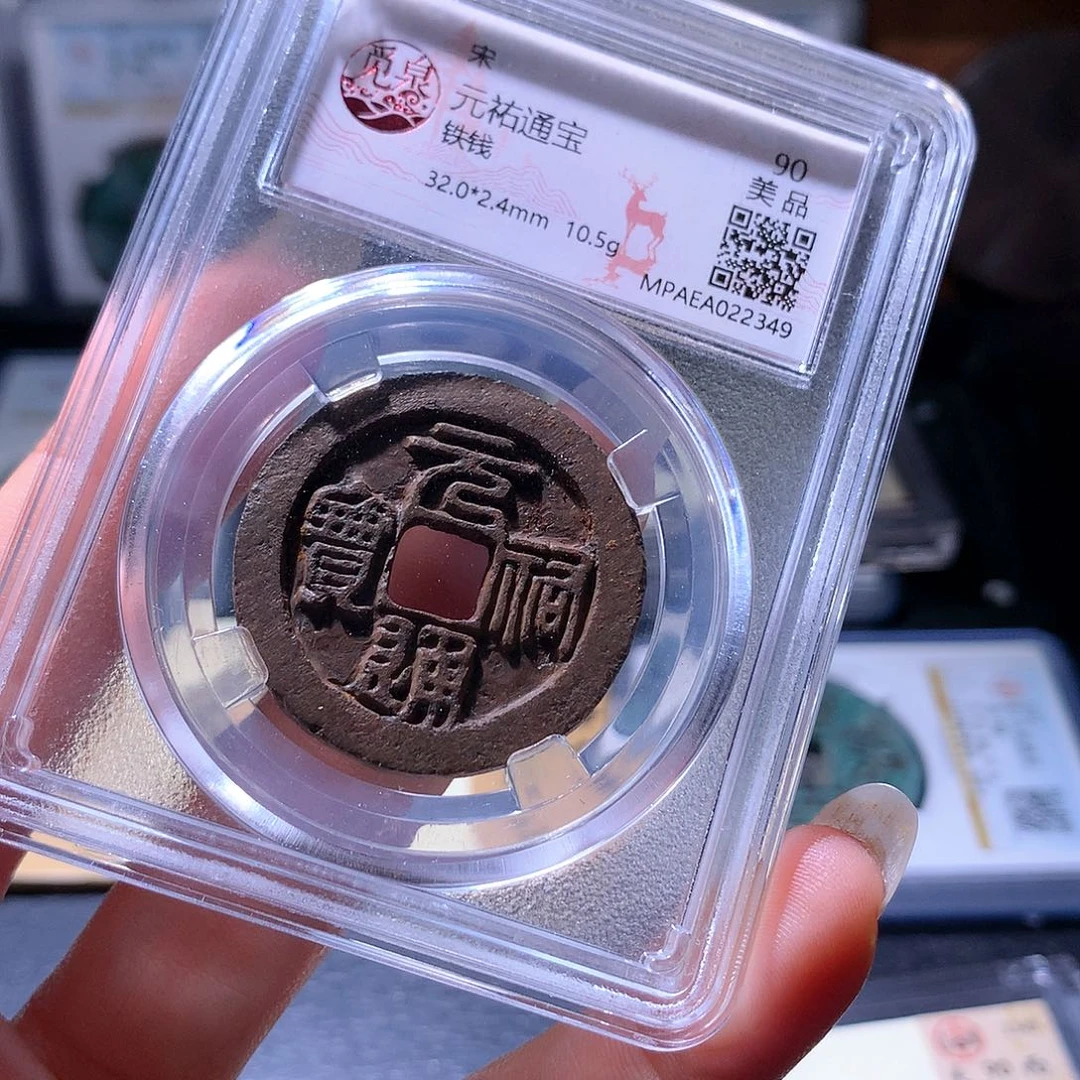 觅泉
宋
元祐通宝
铁钱
32.0*2.4mm 10.5g
90
美品
MPAEA022349
元祐通寶